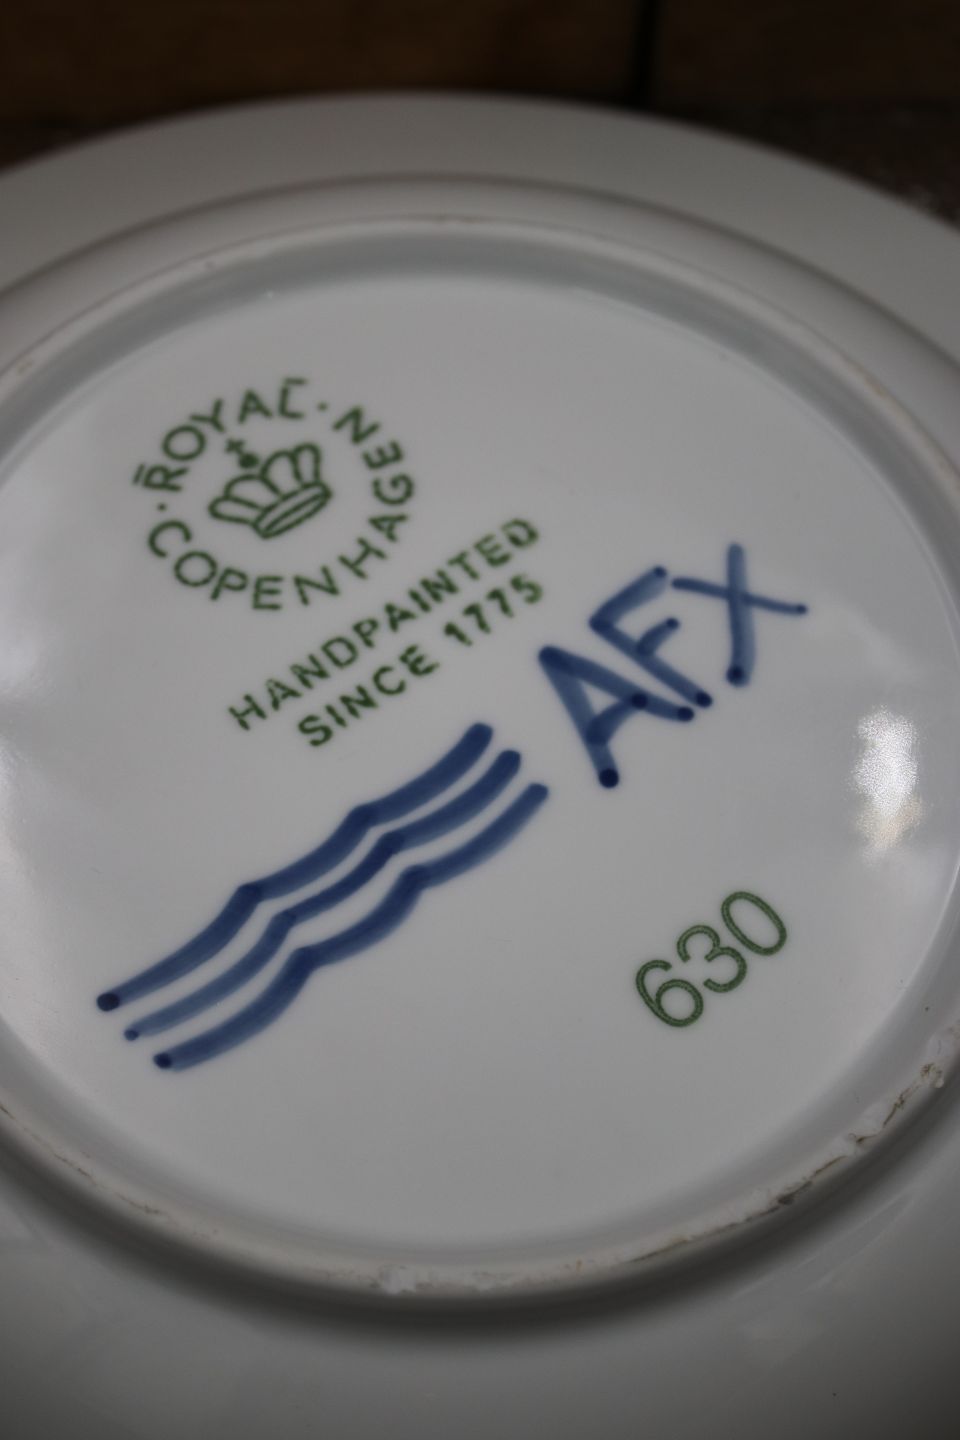 ROYAL · COPENHAGEN ·
HANDPAINTED
SINCE 1775
AFX
630